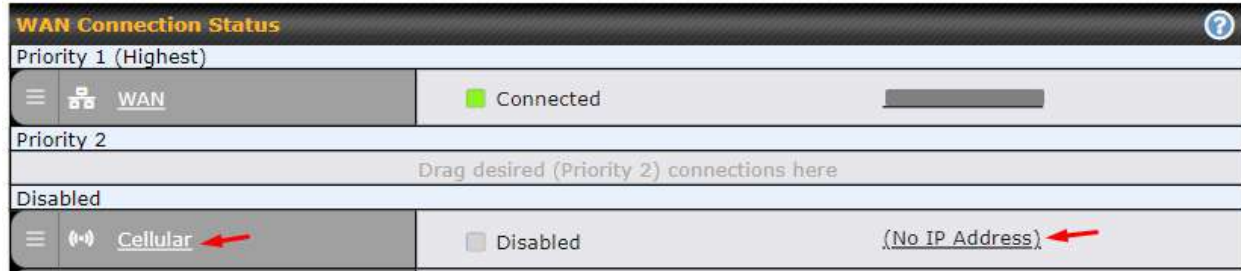 WAN Connection Status
Priority 1 (Highest)
WAN Connected
Priority 2
Drag desired (Priority 2) connections here
Disabled
Cellular Disabled (No IP Address)